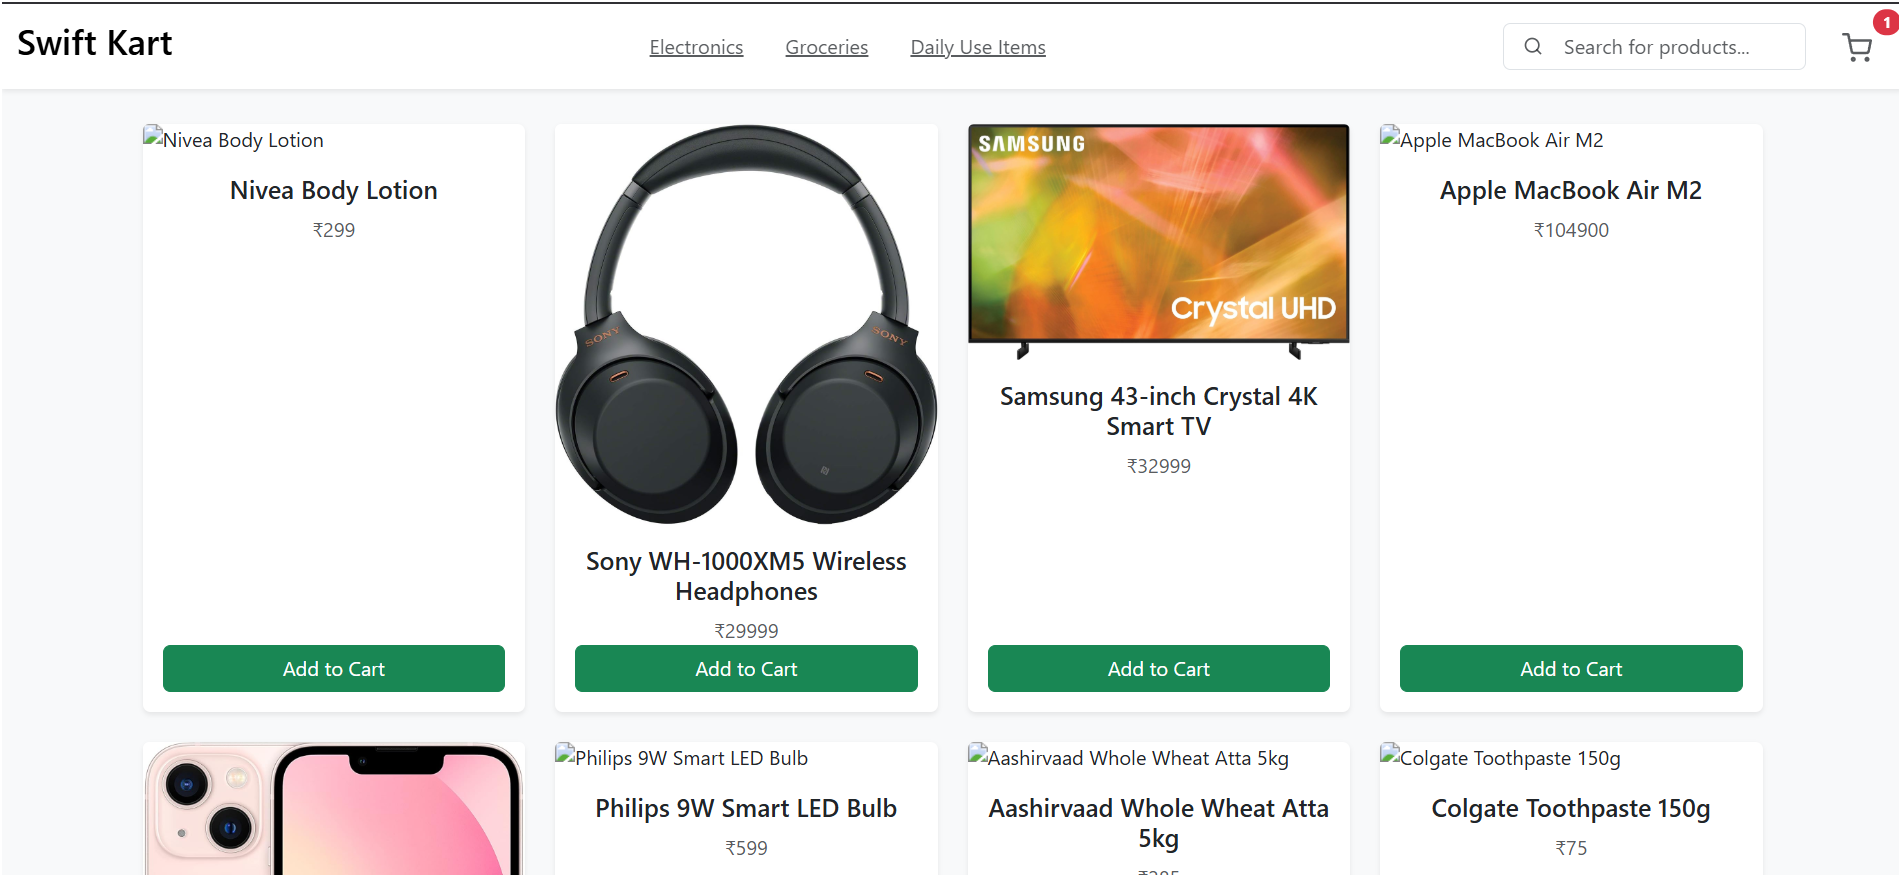 Swift Kart
Electronics
Groceries
Daily Use Items
Search for products...
1
Nivea Body Lotion
Nivea Body Lotion
₹299
Add to Cart
SONY
SONY
Sony WH-1000XM5 Wireless
Headphones
₹29999
Add to Cart
SAMSUNG
Crystal UHD
Samsung 43-inch Crystal 4K
Smart TV
₹32999
Add to Cart
Apple MacBook Air M2
Apple MacBook Air M2
₹104900
Add to Cart
Philips 9W Smart LED Bulb
Philips 9W Smart LED Bulb
₹599
Aashirvaad Whole Wheat Atta 5kg
Aashirvaad Whole Wheat Atta
5kg
Colgate Toothpaste 150g
Colgate Toothpaste 150g
₹75